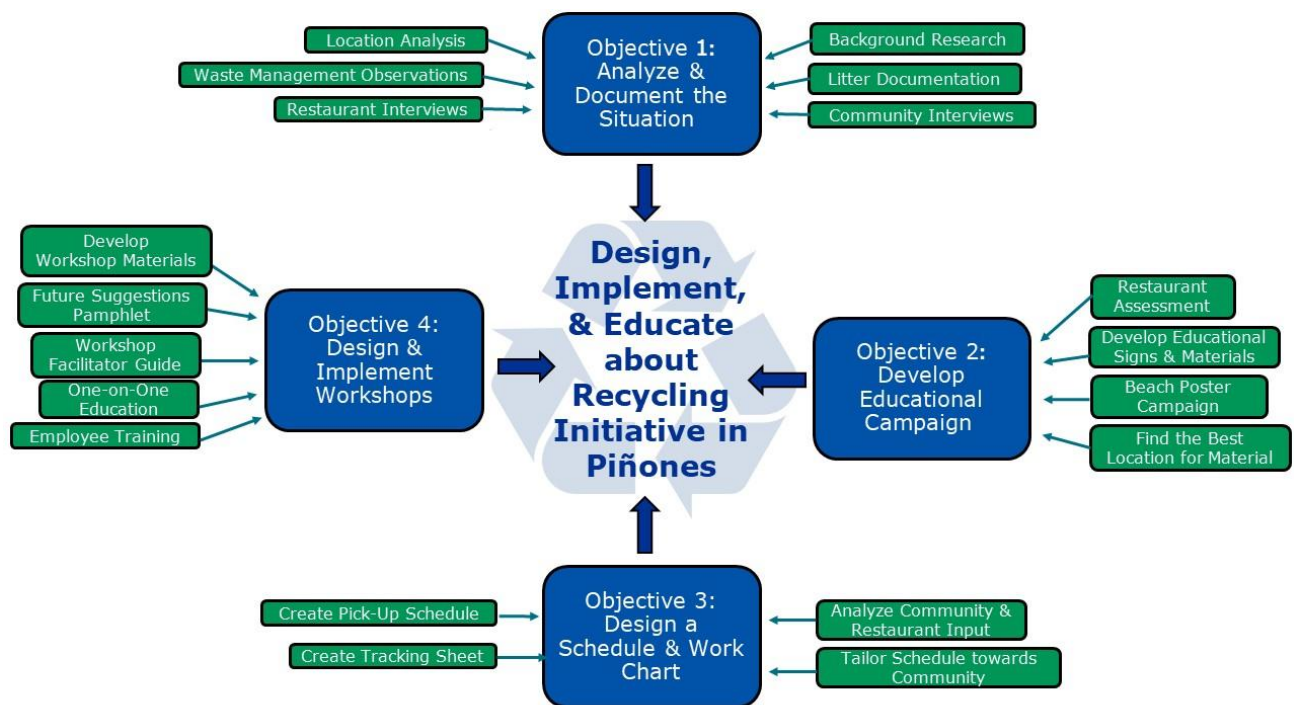 Location Analysis
Waste Management Observations
Restaurant Interviews
Objective 1:
Analyze &
Document the
Situation
Background Research
Litter Documentation
Community Interviews
Develop
Workshop Materials
Future Suggestions
Pamphlet
Workshop
Facilitator Guide
One-on-One
Education
Employee Training
Objective 4:
Design &
Implement
Workshops
Design,
Implement,
& Educate
about
Recycling
Initiative in
Piñones
Objective 2:
Develop
Educational
Campaign
Restaurant
Assessment
Develop Educational
Signs & Materials
Beach Poster
Campaign
Find the Best
Location for Material
Create Pick-Up Schedule
Create Tracking Sheet
Objective 3:
Design a
Schedule & Work
Chart
Analyze Community &
Restaurant Input
Tailor Schedule towards
Community